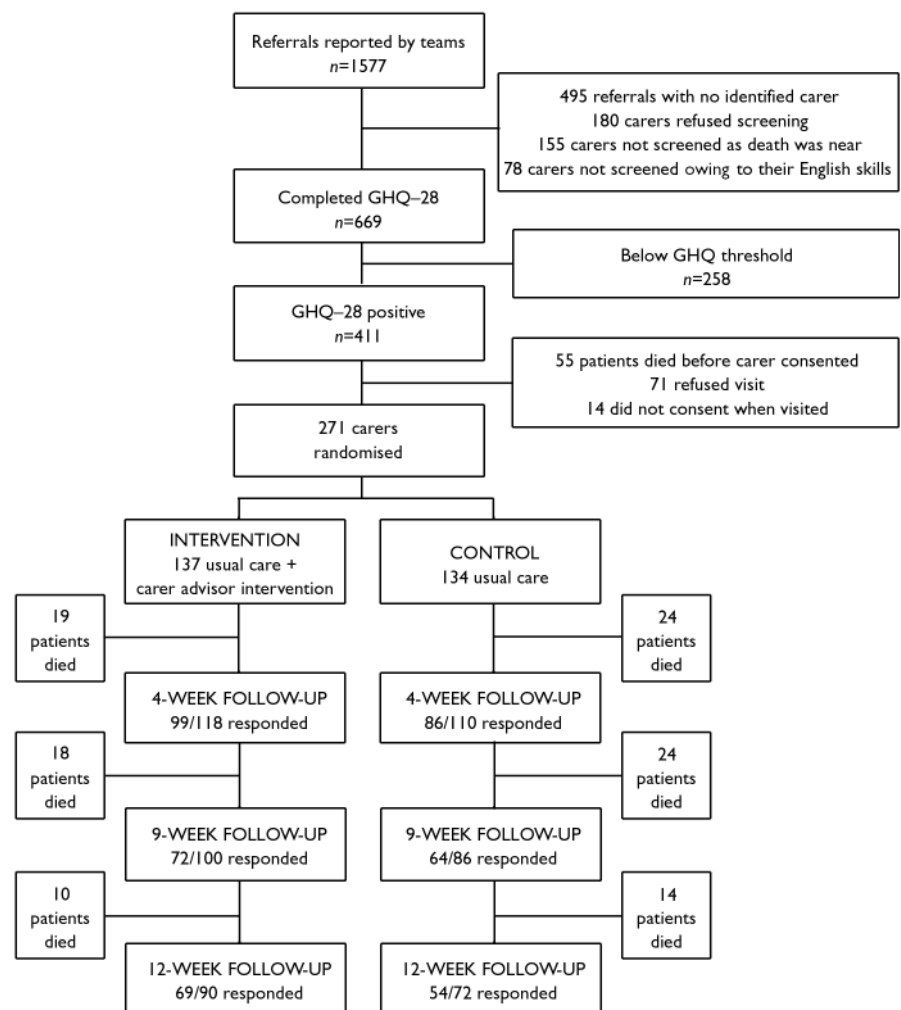 Referrals reported by teams
n=1577
495 referrals with no identified carer
180 carers refused screening
155 carers not screened as death was near
78 carers not screened owing to their English skills
Completed GHQ–28
n=669
Below GHQ threshold
n=258
GHQ–28 positive
n=411
55 patients died before carer consented
71 refused visit
14 did not consent when visited
271 carers
randomised
INTERVENTION
137 usual care +
carer advisor intervention
CONTROL
134 usual care
19
patients
died
24
patients
died
4-WEEK FOLLOW-UP
99/118 responded
4-WEEK FOLLOW-UP
86/110 responded
18
patients
died
24
patients
died
9-WEEK FOLLOW-UP
72/100 responded
9-WEEK FOLLOW-UP
64/86 responded
10
patients
died
14
patients
died
12-WEEK FOLLOW-UP
69/90 responded
12-WEEK FOLLOW-UP
54/72 responded